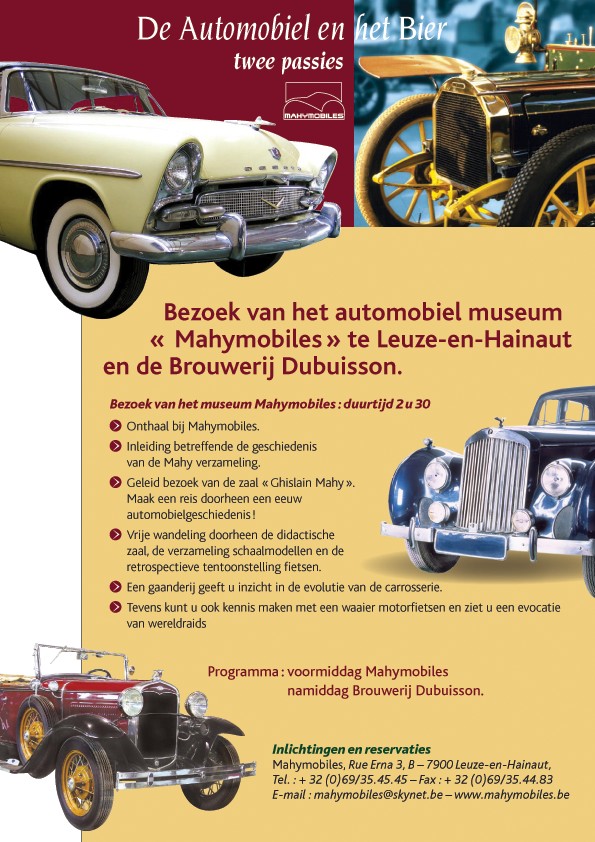 De Automobiel en het Bier
twee passies
MAHYMOBILES
DESOTO
Bezoek van het automobiel museum
« Mahymobiles » te Leuze-en-Hainaut
en de Brouwerij Dubuisson.
Bezoek van het museum Mahymobiles : duurtijd 2 u 30
Onthaal bij Mahymobiles.
Inleiding betreffende de geschiedenis
van de Mahy verzameling.
Geleid bezoek van de zaal « Ghislain Mahy ».
Maak een reis doorheen een eeuw
automobielgeschiedenis !
Vrije wandeling doorheen de didactische
zaal, de verzameling schaalmodellen en de
retrospectieve tentoonstelling fietsen.
Een gaanderij geeft u inzicht in de evolutie van de carrosserie.
Tevens kunt u ook kennis maken met een waaier motorfietsen en ziet u een evocatie
van wereldraids
Programma : voormiddag Mahymobiles
namiddag Brouwerij Dubuisson.
Inlichtingen en reservaties
Mahymobiles, Rue Erna 3, B – 7900 Leuze-en-Hainaut,
Tel. : + 32 (0)69/35.45.45 – Fax : + 32 (0)69/35.44.83
E-mail : mahymobiles@skynet.be – www.mahymobiles.be